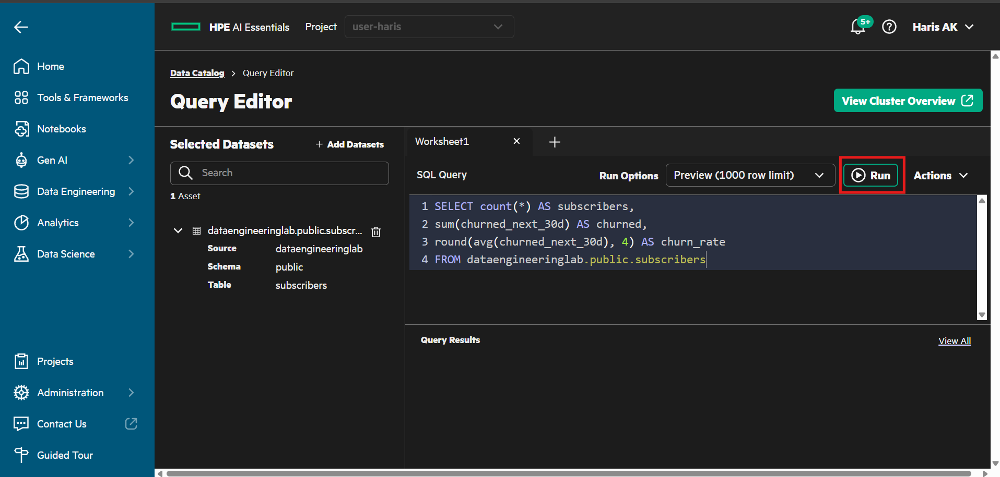 HPE AI Essentials Project user-haris 5+ Haris AK
Home
Tools & Frameworks
Notebooks
Gen AI
Data Engineering
Analytics
Data Science
Projects
Administration
Contact Us
Guided Tour
Data Catalog > Query Editor
Query Editor
View Cluster Overview
Selected Datasets + Add Datasets
Search
1 Asset
dataengineeringlab.public.subscr...
Source dataengineeringlab
Schema public
Table subscribers
Worksheet1
SQL Query Run Options Preview (1000 row limit) Run Actions
1 SELECT count(*) AS subscribers,
2 sum(churned_next_30d) AS churned,
3 round(avg(churned_next_30d), 4) AS churn_rate
4 FROM dataengineeringlab.public.subscribers
Query Results View All